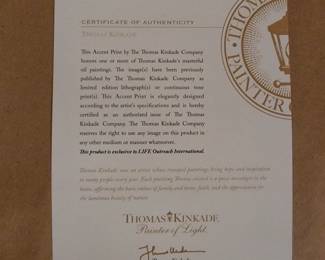 CERTIFICATE OF AUTHENTICITY
THOMAS KINKADE
This Accent Print by The Thomas Kinkade Company
honors one or more of Thomas Kinkade's masterful
oil paintings. The image(s) have been previously
published by The Thomas Kinkade Company as
limited edition lithograph(s) or continuous tone
print(s). This Accent Print is elegantly designed
according to the artist's specifications and is hereby
certified as an authorized issue of The Thomas
Kinkade Company. The Thomas Kinkade Company
reserves the right to use any image on this product in
any other medium or manner whatsoever.
This product is exclusive to LIFE Outreach International.
Thomas Kinkade was an artist whose tranquil paintings bring hope and inspiration
to many people every year. Each painting Thomas created is a quiet messenger in the
home, affirming the basic values of family and home, faith, and the appreciation for
the luminous beauty of nature.
THOMAS KINKADE
Painter of Light
THOMAS
PAINTER